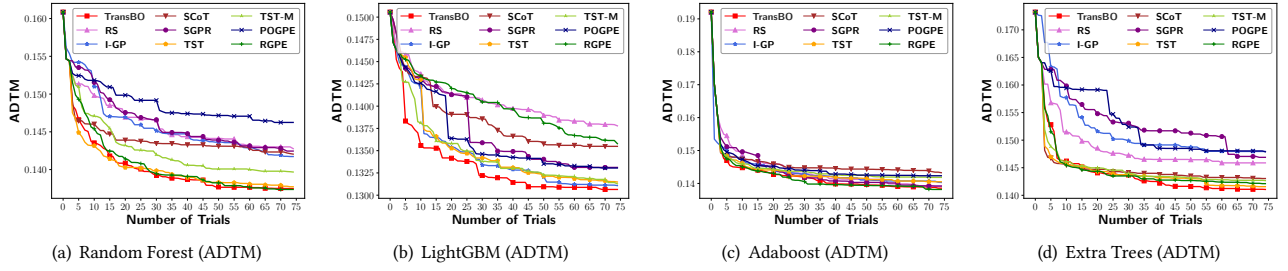 0.160
0.155
0.150
0.145
0.140
ADTM
TransBO SCoT TST-M
RS SGPR POGPE
I-GP TST RGPE
0 5 10 15 20 25 30 35 40 45 50 55 60 65 70 75
Number of Trials
(a) Random Forest (ADTM)
0.1500
0.1475
0.1450
0.1425
0.1400
0.1375
0.1350
0.1325
0.1300
ADTM
TransBO SCoT TST-M
RS SGPR POGPE
I-GP TST RGPE
0 5 10 15 20 25 30 35 40 45 50 55 60 65 70 75
Number of Trials
(b) LightGBM (ADTM)
0.19
0.18
0.17
0.16
0.15
0.14
ADTM
TransBO SCoT TST-M
RS SGPR POGPE
I-GP TST RGPE
0 5 10 15 20 25 30 35 40 45 50 55 60 65 70 75
Number of Trials
(c) Adaboost (ADTM)
0.170
0.165
0.160
0.155
0.150
0.145
0.140
ADTM
TransBO SCoT TST-M
RS SGPR POGPE
I-GP TST RGPE
0 5 10 15 20 25 30 35 40 45 50 55 60 65 70 75
Number of Trials
(d) Extra Trees (ADTM)